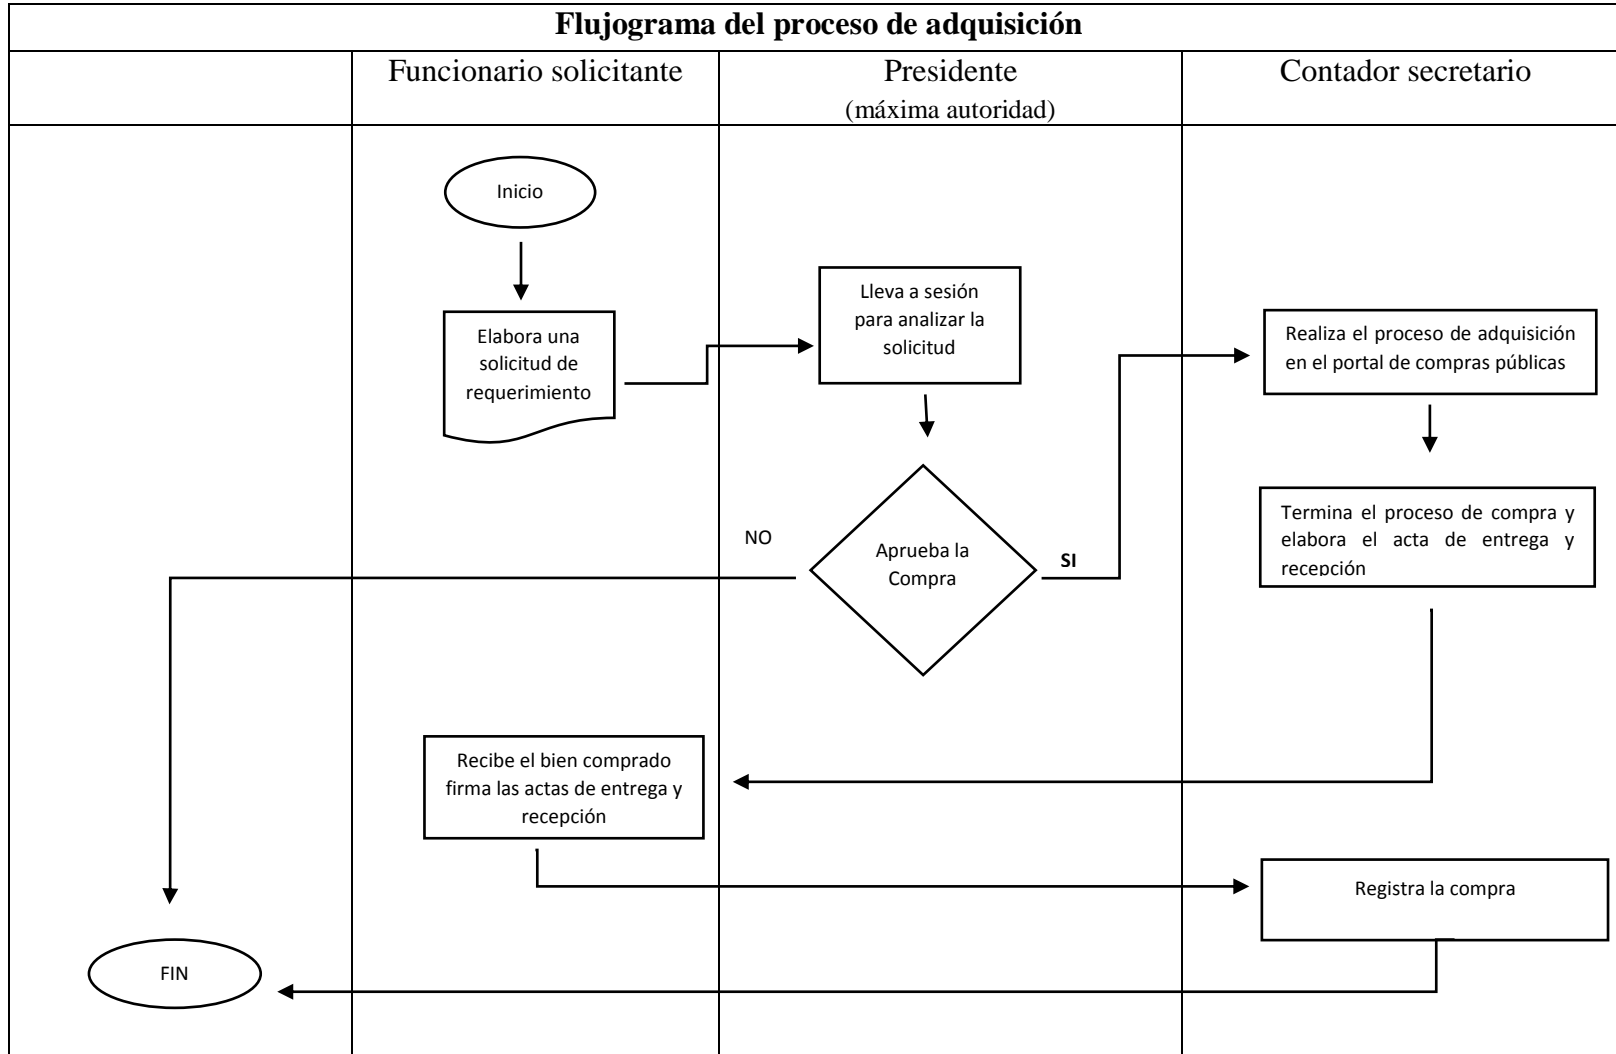 Flujograma del proceso de adquisición
Funcionario solicitante
Presidente
(máxima autoridad)
Contador secretario
Inicio
Elabora una
solicitud de
requerimiento
Lleva a sesión
para analizar la
solicitud
Realiza el proceso de adquisición
en el portal de compras públicas
Termina el proceso de compra y
elabora el acta de entrega y
recepción
NO
Aprueba la
Compra
SI
Recibe el bien comprado
firma las actas de entrega y
recepción
Registra la compra
FIN